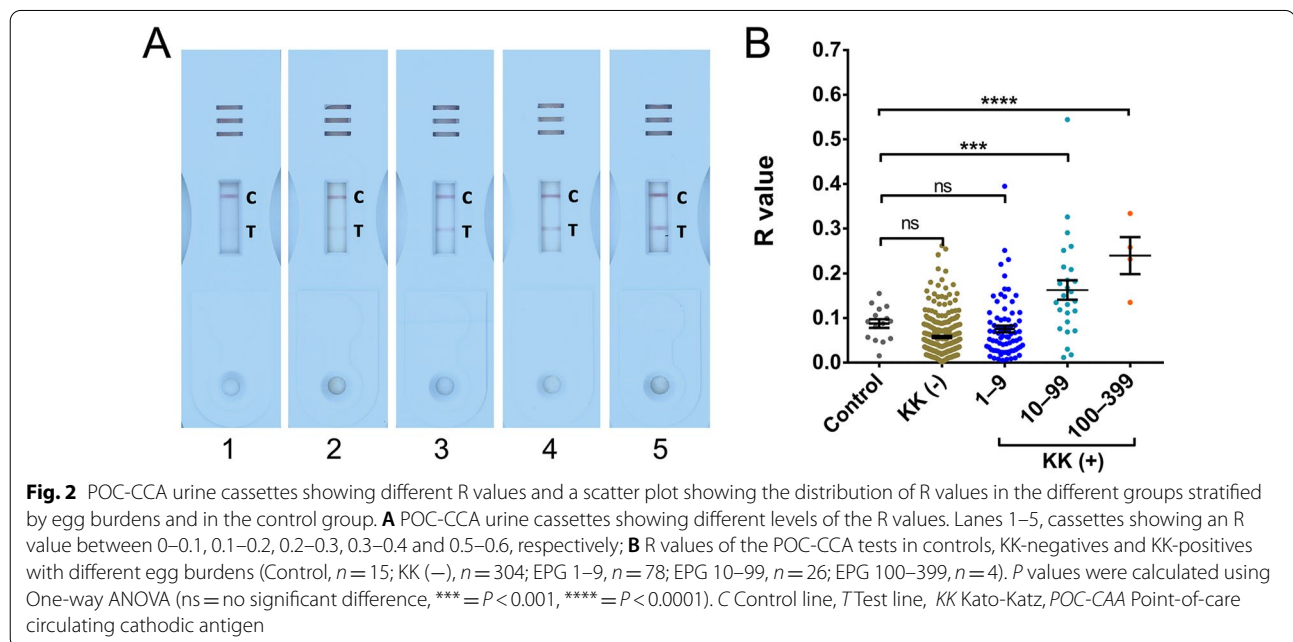 A
B
C
T
C
T
C
T
C
T
C
T
1
2
3
4
5
R value
0.7
0.6
0.5
0.4
0.3
0.2
0.1
0.0
****
***
ns
ns
Control
KK (-)
1–9
10–99
100–399
KK (+)
Fig. 2 POC-CCA urine cassettes showing different R values and a scatter plot showing the distribution of R values in the different groups stratified
by egg burdens and in the control group. A POC-CCA urine cassettes showing different levels of the R values. Lanes 1–5, cassettes showing an R
value between 0–0.1, 0.1–0.2, 0.2–0.3, 0.3–0.4 and 0.5–0.6, respectively; B R values of the POC-CCA tests in controls, KK-negatives and KK-positives
with different egg burdens (Control, n = 15; KK (−), n = 304; EPG 1–9, n = 78; EPG 10–99, n = 26; EPG 100–399, n = 4). P values were calculated using
One-way ANOVA (ns = no significant difference, *** = P < 0.001, **** = P < 0.0001). C Control line, T Test line, KK Kato-Katz, POC-CAA Point-of-care
circulating cathodic antigen